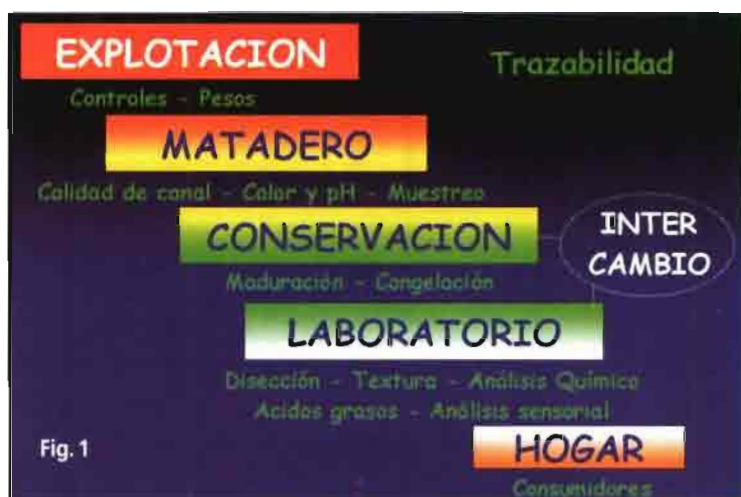 EXPLOTACION
Trazabilidad
Controles - Pesos
MATADERO
Calidad de canal - Color y pH - Muestreo
CONSERVACION
INTER
CAMBIO
Maduración - Congelación
LABORATORIO
Disección - Textura - Análisis Químico
Acidos grasos - Análisis sensorial
Fig. 1
HOGAR
Consumidores